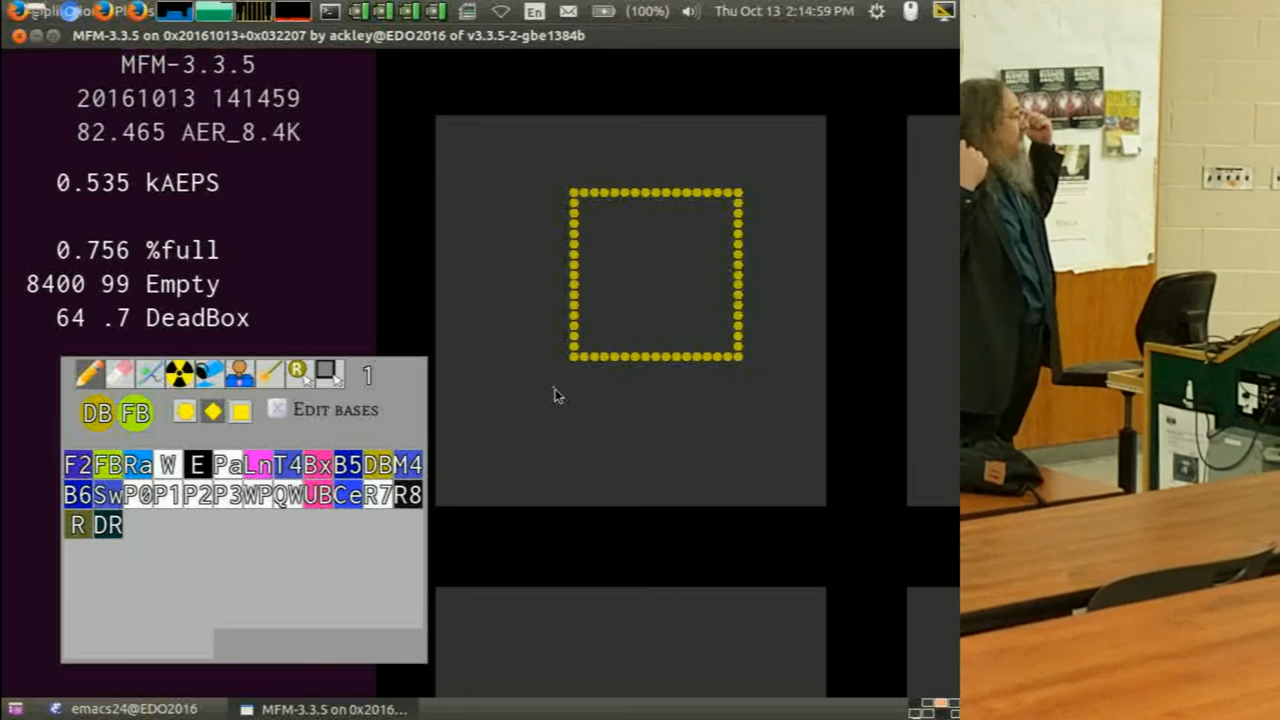 En (100%) Thu Oct 13 2:14:59 PM
MFM-3.3.5 on 0x20161013+0x032207 by ackley@EDO2016 of v3.3.5-2-gbe1384b
MFM-3.3.5
20161013 141459
82.465 AER_8.4K
0.535 kAEPS
0.756 %full
8400 99 Empty
64 .7 DeadBox
R 1
DB FB Edit bases
F2 FB Ra W E Pa Ln T4 Bx B5 DB M4
B6 Sw P0 P1 P2 P3 WP QW UB Ce R7 R8
R DR
emacs24@EDO2016 MFM-3.3.5 on 0x2016...